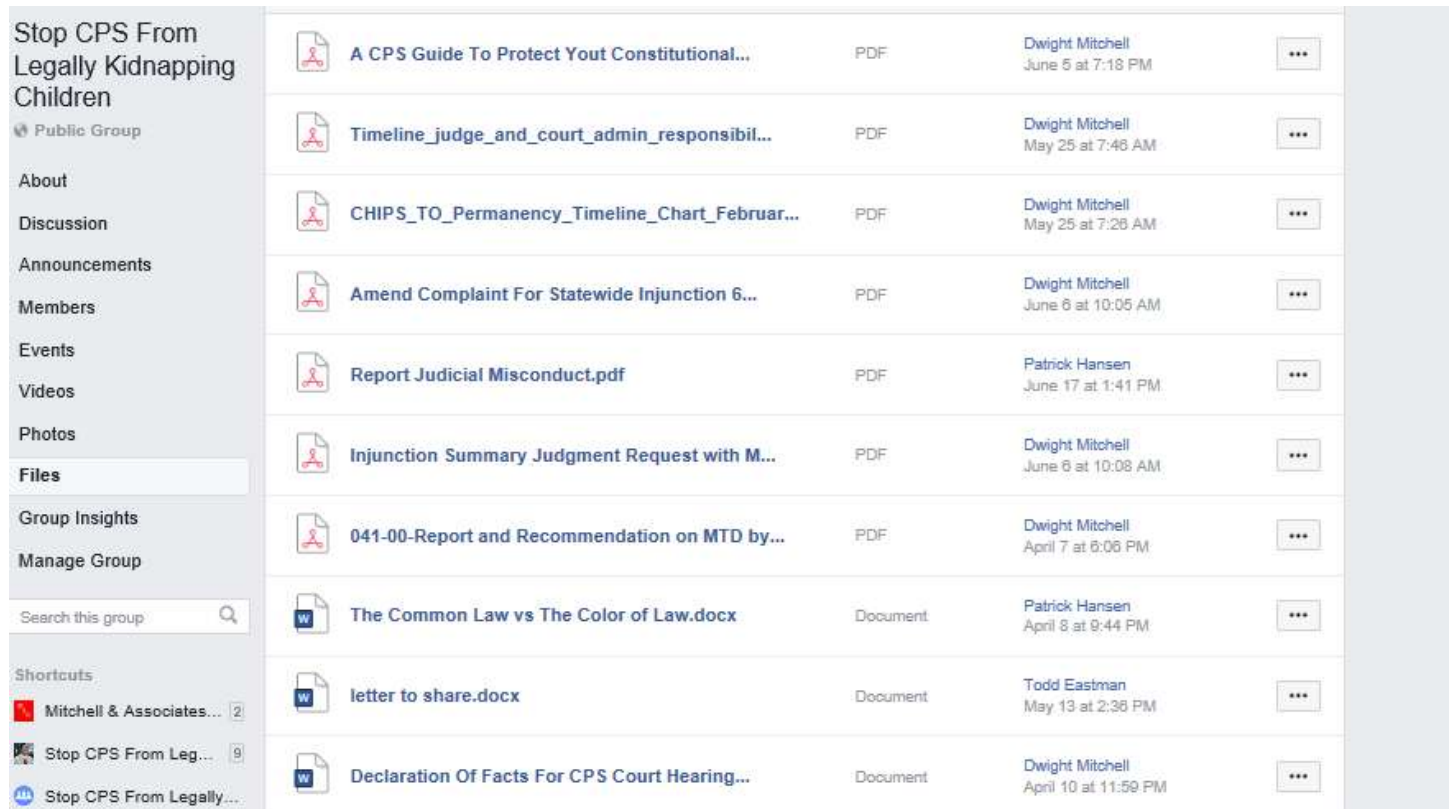 Stop CPS From
Legally Kidnapping
Children
Public Group
About
Discussion
Announcements
Members
Events
Videos
Photos
Files
Group Insights
Manage Group
Search this group
Shortcuts
Mitchell & Associates... 2
Stop CPS From Leg... 9
Stop CPS From Legally...
A CPS Guide To Protect Yout Constitutional... PDF Dwight Mitchell
June 5 at 7:18 PM
Timeline_judge_and_court_admin_responsibil... PDF Dwight Mitchell
May 25 at 7:46 AM
CHIPS_TO_Permanency_Timeline_Chart_Februar... PDF Dwight Mitchell
May 25 at 7:26 AM
Amend Complaint For Statewide Injunction 6... PDF Dwight Mitchell
June 6 at 10:05 AM
Report Judicial Misconduct.pdf PDF Patrick Hansen
June 17 at 1:41 PM
Injunction Summary Judgment Request with M... PDF Dwight Mitchell
June 6 at 10:08 AM
041-00-Report and Recommendation on MTD by... PDF Dwight Mitchell
April 7 at 6:06 PM
The Common Law vs The Color of Law.docx Document Patrick Hansen
April 8 at 9:44 PM
letter to share.docx Document Todd Eastman
May 13 at 2:36 PM
Declaration Of Facts For CPS Court Hearing... Document Dwight Mitchell
April 10 at 11:59 PM